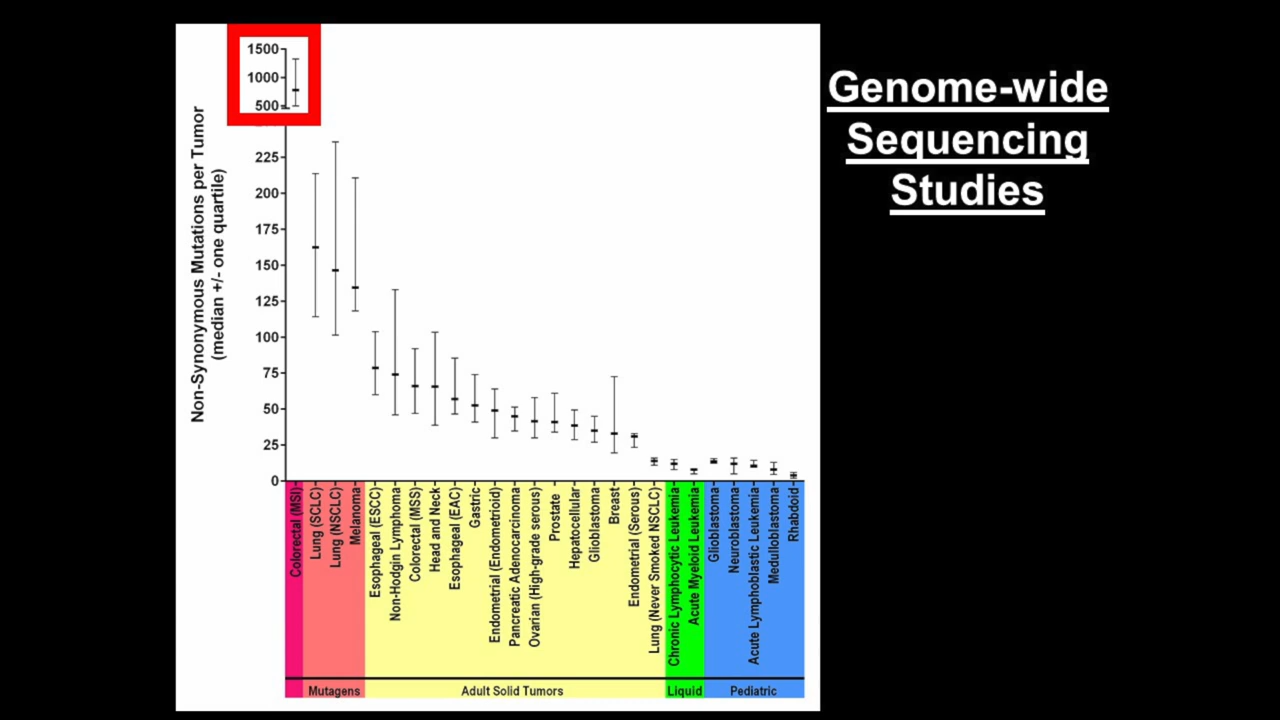 Genome-wide
Sequencing
Studies
Non-Synonymous Mutations per Tumor
(median +/- one quartile)
1500
1000
500
225
200
175
150
125
100
75
50
25
0
Colorectal (MSI)
Lung (SCLC)
Lung (NSCLC)
Melanoma
Esophageal (ESCC)
Non-Hodgin Lymphoma
Colorectal (MSS)
Head and Neck
Esophageal (EAC)
Gastric
Endometrial (Endometrioid)
Pancreatic Adenocarcinoma
Ovarian (High-grade serous)
Prostate
Hepatocellular
Glioblastoma
Breast
Endometrial (Serous)
Lung (Never Smoked NSCLC)
Chronic Lymphocytic Leukemia
Acute Myeloid Leukemia
Glioblastoma
Neuroblastoma
Acute Lymphoblastic Leukemia
Medulloblastoma
Rhabdoid
Mutagens
Adult Solid Tumors
Liquid
Pediatric